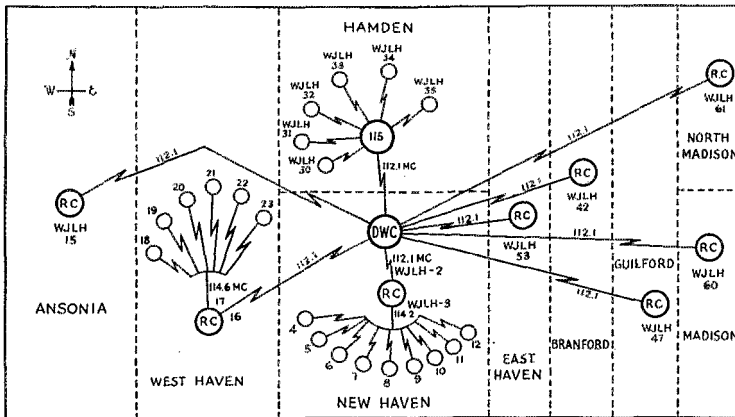 HAMDEN
N
W E
S
WJLH 34
WJLH 33
WJLH 35
WJLH 32
WJLH 31
WJLH 30
115
112.1 MC
RC
WJLH 61
NORTH MADISON
112.1
RC
WJLH 15
ANSONIA
18
19
20
21
22
23
114.6 MC
17
RC
16
112.1
WEST HAVEN
DWC
112.1 MC
WJLH-2
RC
WJLH-3
114.2
4
5
6
7
8
9
10
11
12
NEW HAVEN
112.1
112.1
RC
WJLH 42
112.1
RC
WJLH 53
EAST HAVEN
BRANFORD
112.1
GUILFORD
RC
WJLH 60
112.1
RC
WJLH 47
MADISON